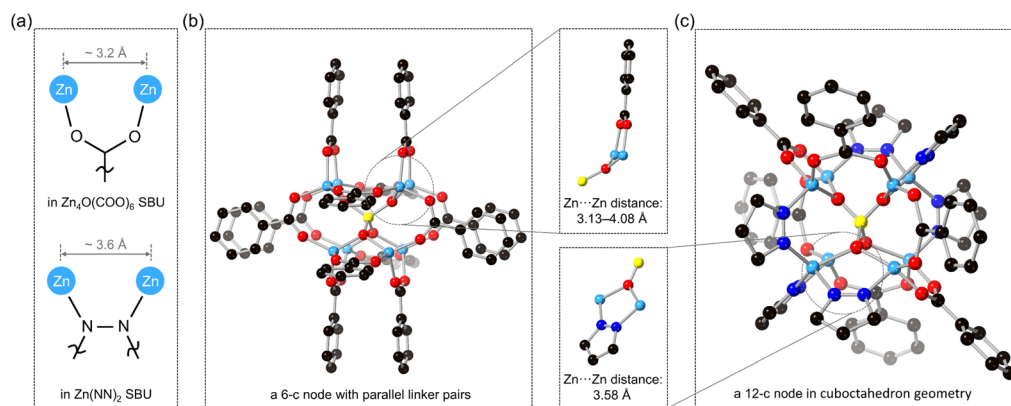 (a)
~ 3.2 Å
Zn
Zn
O
O
in Zn₄O(COO)₆ SBU
~ 3.6 Å
Zn
Zn
N
N
in Zn(NN)₂ SBU
(b)
a 6-c node with parallel linker pairs
Zn···Zn distance:
3.13–4.08 Å
Zn···Zn distance:
3.58 Å
(c)
a 12-c node in cuboctahedron geometry